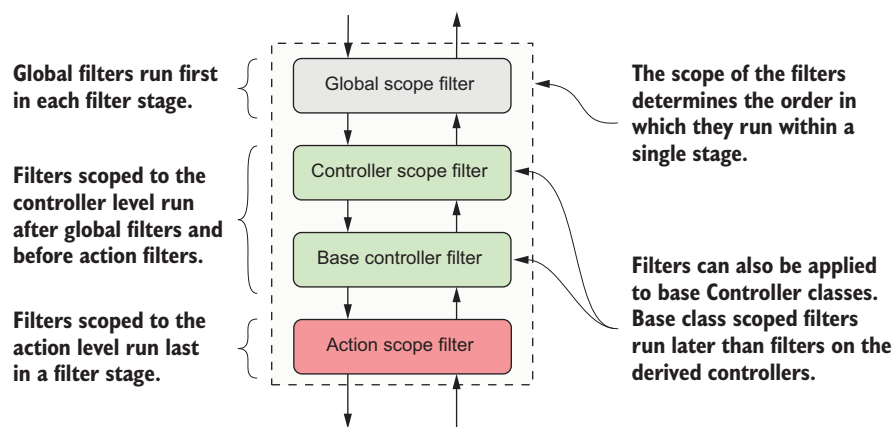 Global filters run first
in each filter stage.
Global scope filter
The scope of the filters
determines the order in
which they run within a
single stage.
Filters scoped to the
controller level run
after global filters and
before action filters.
Controller scope filter
Base controller filter
Filters can also be applied
to base Controller classes.
Base class scoped filters
run later than filters on the
derived controllers.
Filters scoped to the
action level run last
in a filter stage.
Action scope filter